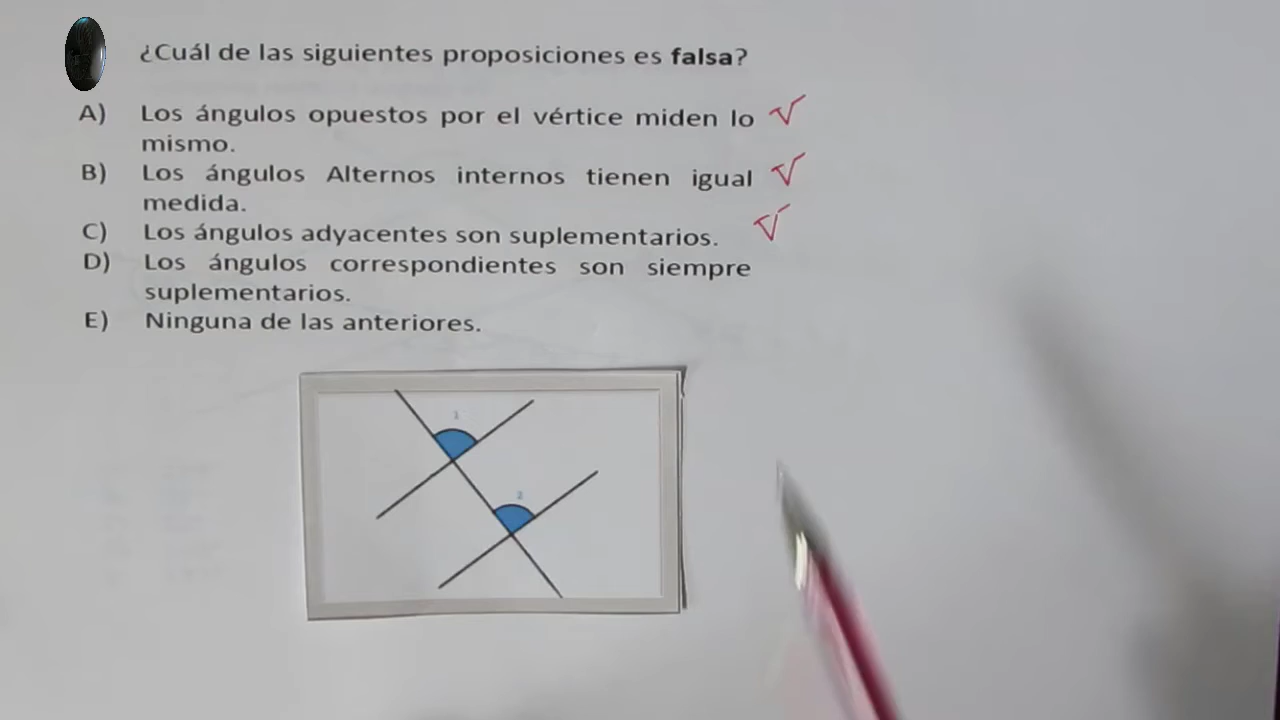 ¿Cuál de las siguientes proposiciones es falsa?
A) Los ángulos opuestos por el vértice miden lo V
mismo.
B) Los ángulos Alternos internos tienen igual V
medida.
C) Los ángulos adyacentes son suplementarios. V
D) Los ángulos correspondientes son siempre
suplementarios.
E) Ninguna de las anteriores.
1
2